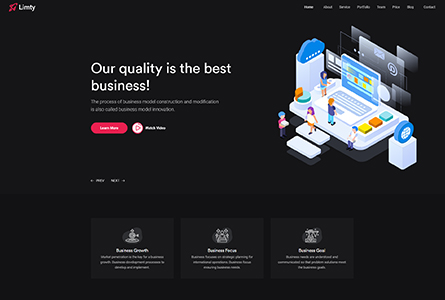 Limty
Home About Service Portfolio Team Price Blog Contact
Our quality is the best
business!
The process of business model construction and modification
is also called business model innovation.
Learn More Watch Video
PREV NEXT
Business Growth Business Focus Business Goal
Market penetration is the key for a business
growth. Business development processes to
develop and implement.
Business focuses on strategic planning for
international operations. Business focus
ensuring business needs.
Business needs are understood and
communicated so that problem solutions meet
the business goals.